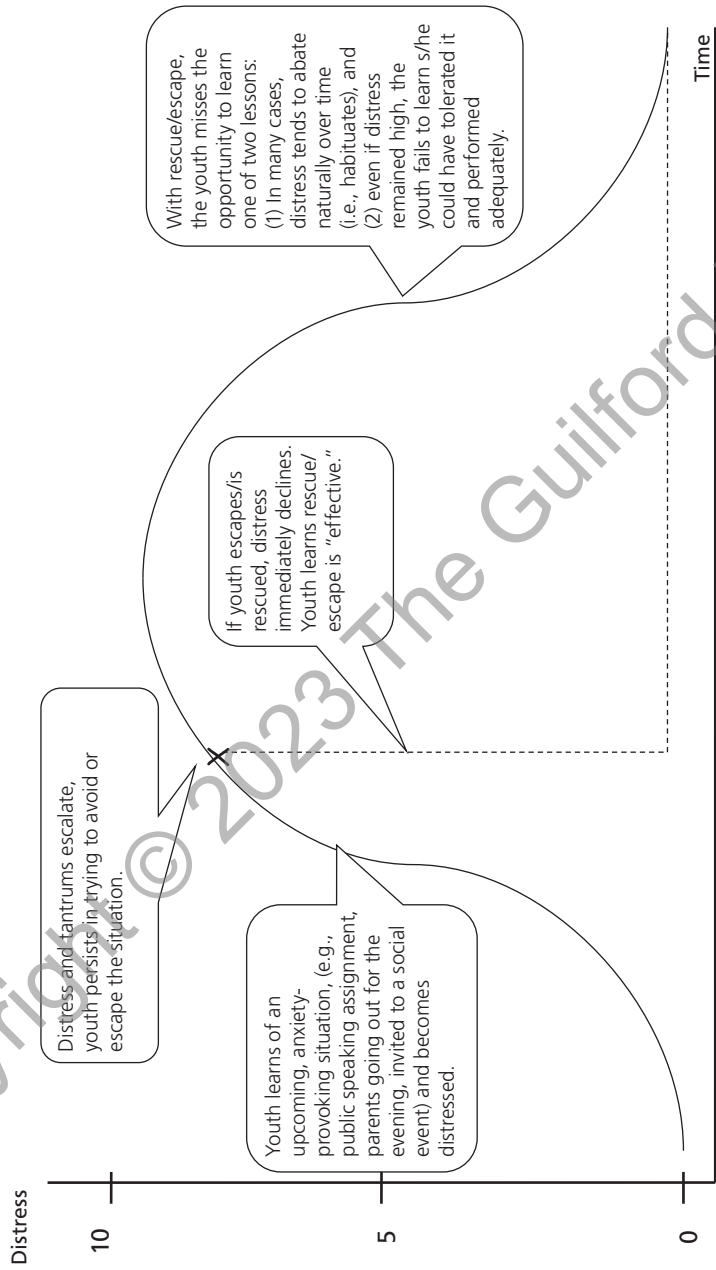 Distress
10
5
0
Time
Youth learns of an
upcoming, anxiety-
provoking situation, (e.g.,
public speaking assignment,
parents going out for the
evening, invited to a social
event) and becomes
distressed.
Distress and tantrums escalate,
youth persists in trying to avoid or
escape the situation.
If youth escapes/is
rescued, distress
immediately declines.
Youth learns rescue/
escape is “effective.”
With rescue/escape,
the youth misses the
opportunity to learn
one of two lessons:
(1) In many cases,
distress tends to abate
naturally over time
(i.e., habituates), and
(2) even if distress
remained high, the
youth fails to learn s/he
could have tolerated it
and performed
adequately.
yright © 2023 The Guilford